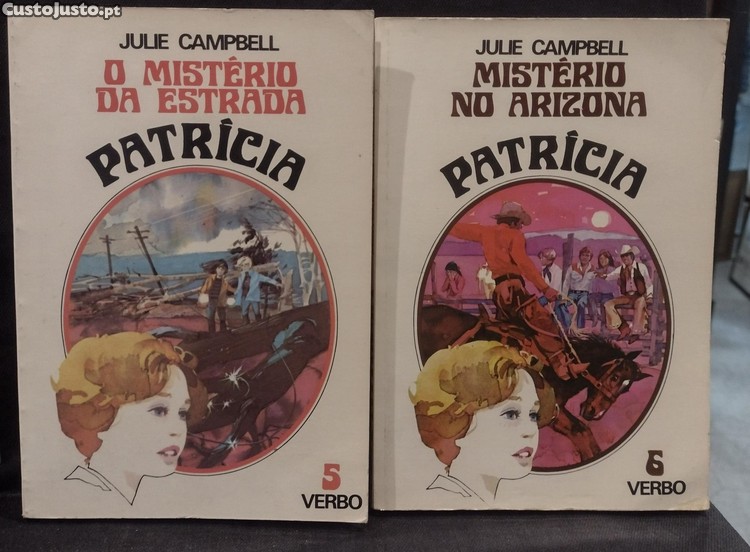 Custojusto.pt
JULIE CAMPBELL
O MISTÉRIO
DA ESTRADA
PATRÍCIA
5
VERBO
JULIE CAMPBELL
MISTÉRIO
NO ARIZONA
PATRÍCIA
6
VERBO